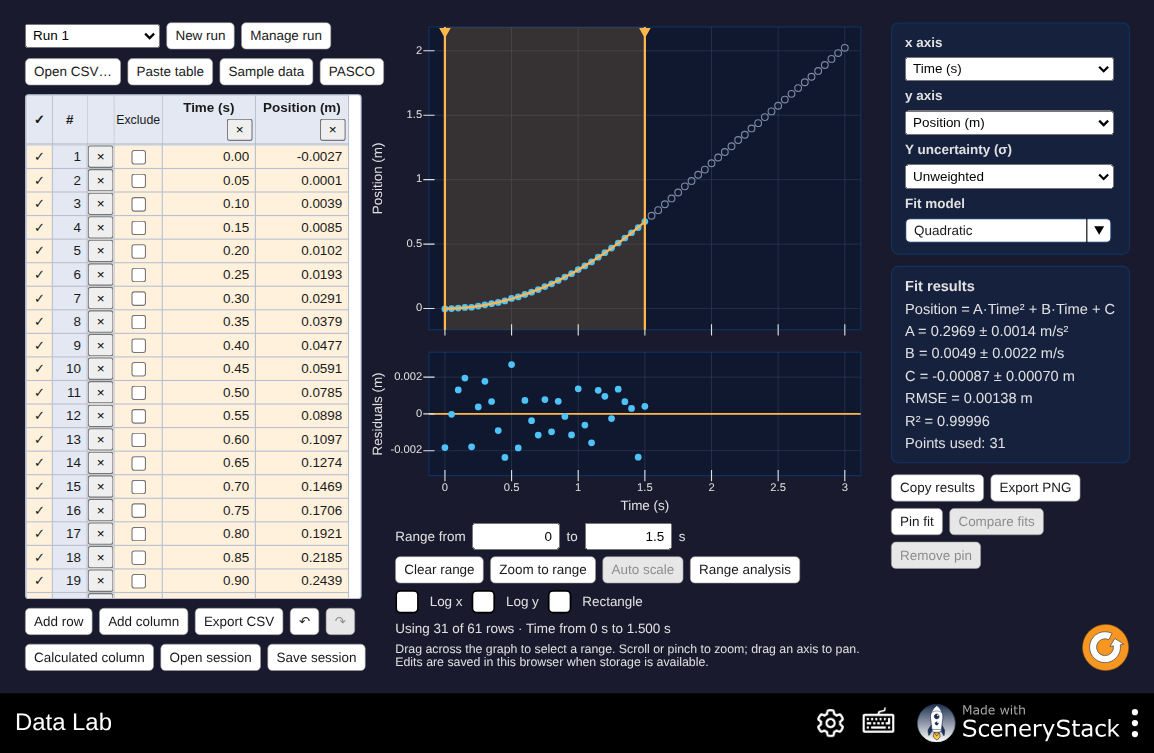 Run 1 New run Manage run
Open CSV… Paste table Sample data PASCO
✓ # Exclude Time (s) Position (m)
× ×
✓ 1 × 0.00 -0.0027
✓ 2 × 0.05 0.0001
✓ 3 × 0.10 0.0039
✓ 4 × 0.15 0.0085
✓ 5 × 0.20 0.0102
✓ 6 × 0.25 0.0193
✓ 7 × 0.30 0.0291
✓ 8 × 0.35 0.0379
✓ 9 × 0.40 0.0477
✓ 10 × 0.45 0.0591
✓ 11 × 0.50 0.0785
✓ 12 × 0.55 0.0898
✓ 13 × 0.60 0.1097
✓ 14 × 0.65 0.1274
✓ 15 × 0.70 0.1469
✓ 16 × 0.75 0.1706
✓ 17 × 0.80 0.1921
✓ 18 × 0.85 0.2185
✓ 19 × 0.90 0.2439
Add row Add column Export CSV ↶ ↷
Calculated column Open session Save session
Position (m)
2
1.5
1
0.5
0
Residuals (m)
0.002
0
-0.002
0 0.5 1 1.5 2 2.5 3
Time (s)
Range from 0 to 1.5 s
Clear range Zoom to range Auto scale Range analysis
Log x Log y Rectangle
Using 31 of 61 rows · Time from 0 s to 1.500 s
Drag across the graph to select a range. Scroll or pinch to zoom; drag an axis to pan.
Edits are saved in this browser when storage is available.
x axis
Time (s)
y axis
Position (m)
Y uncertainty (σ)
Unweighted
Fit model
Quadratic
Fit results
Position = A·Time² + B·Time + C
A = 0.2969 ± 0.0014 m/s²
B = 0.0049 ± 0.0022 m/s
C = -0.00087 ± 0.00070 m
RMSE = 0.00138 m
R² = 0.99996
Points used: 31
Copy results Export PNG
Pin fit Compare fits
Remove pin
Data Lab
Made with
SceneryStack